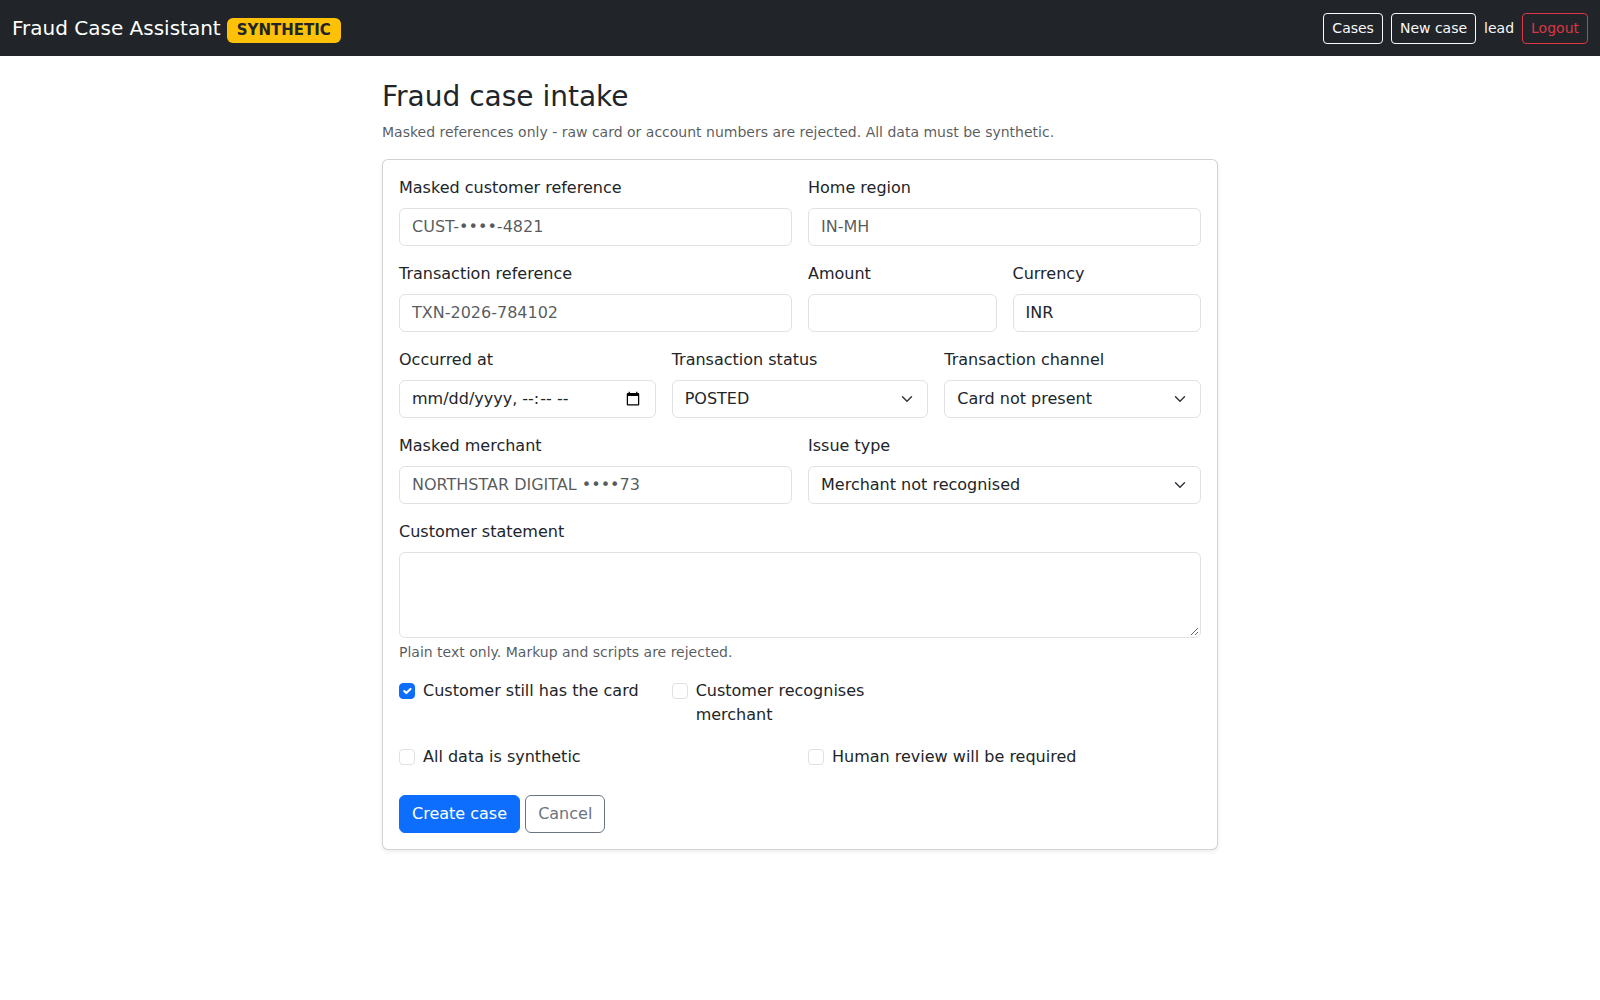 Fraud Case Assistant SYNTHETIC
Cases New case lead Logout
Fraud case intake
Masked references only - raw card or account numbers are rejected. All data must be synthetic.
Masked customer reference Home region
CUST-••••-4821 IN-MH
Transaction reference Amount Currency
TXN-2026-784102 INR
Occurred at Transaction status Transaction channel
mm/dd/yyyy, --:-- -- POSTED Card not present
Masked merchant Issue type
NORTHSTAR DIGITAL ••••73 Merchant not recognised
Customer statement
Plain text only. Markup and scripts are rejected.
Customer still has the card Customer recognises
merchant
All data is synthetic Human review will be required
Create case Cancel